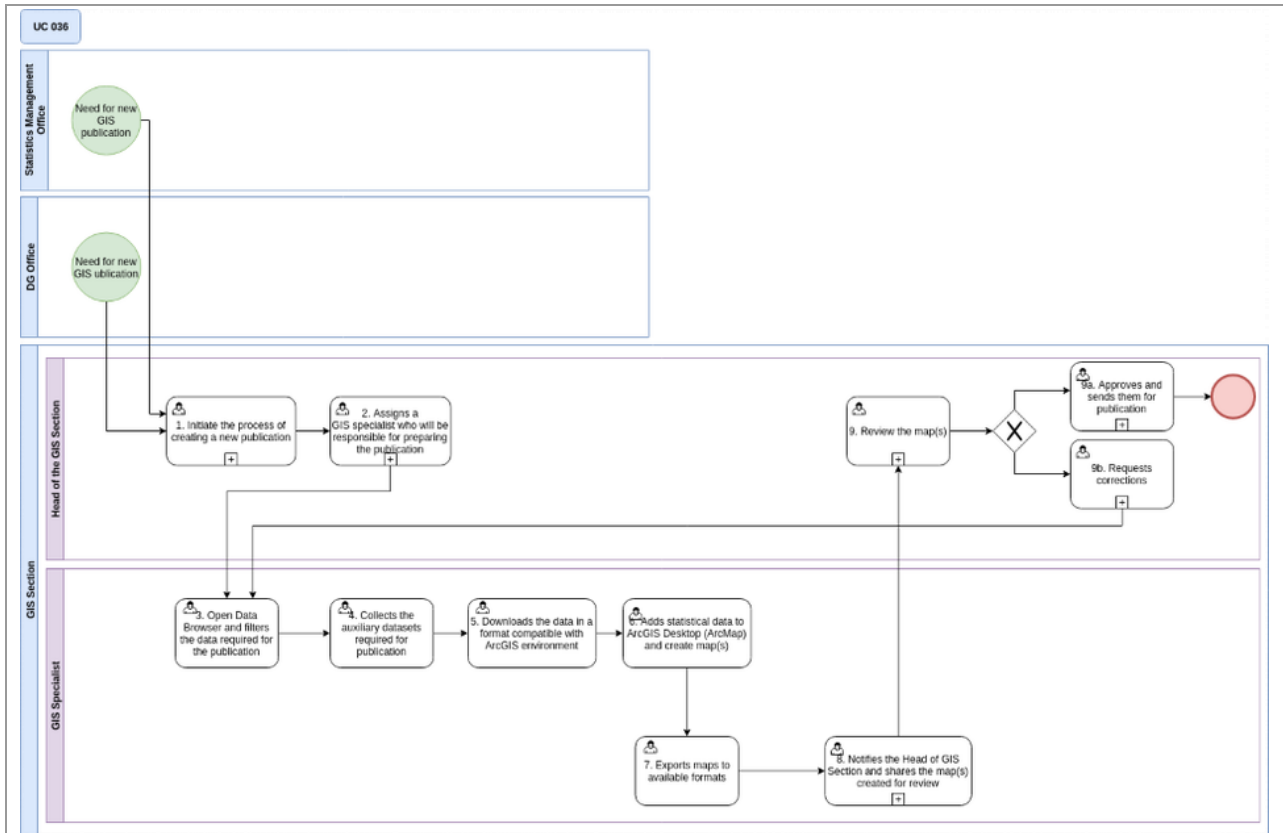 UC 036
Statistics Management
Office
Need for new
GIS
publication
DG Office
Need for new
GIS ublication
GIS Section
Head of the GIS Section
1. Initiate the process of
creating a new publication
2. Assigns a
GIS specialist who will be
responsible for preparing
the publication
9. Review the map(s)
9a. Approves and
sends them for
publication
9b. Requests
corrections
GIS Specialist
3. Open Data
Browser and filters
the data required for
the publication
4. Collects the
auxiliary datasets
required for
publication
5. Downloads the data in a
format compatible with
ArcGIS environment
6. Adds statistical data to
ArcGIS Desktop (ArcMap)
and create map(s)
7. Exports maps to
available formats
8. Notifies the Head of GIS
Section and shares the map(s)
created for review